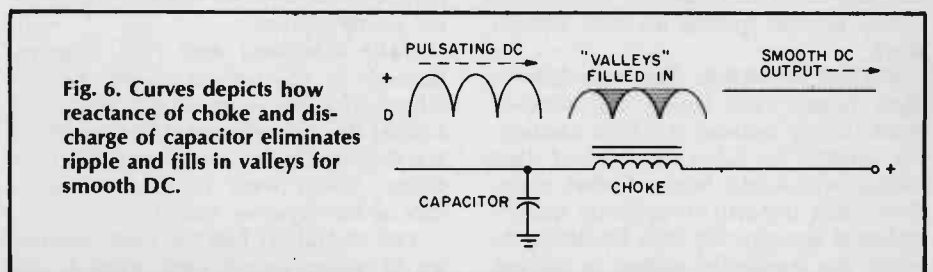 Fig. 6. Curves depicts how
reactance of choke and dis-
charge of capacitor eliminates
ripple and fills in valleys for
smooth DC.
PULSATING DC
+
D
"VALLEYS"
FILLED IN
SMOOTH DC
OUTPUT
CAPACITOR
CHOKE
+